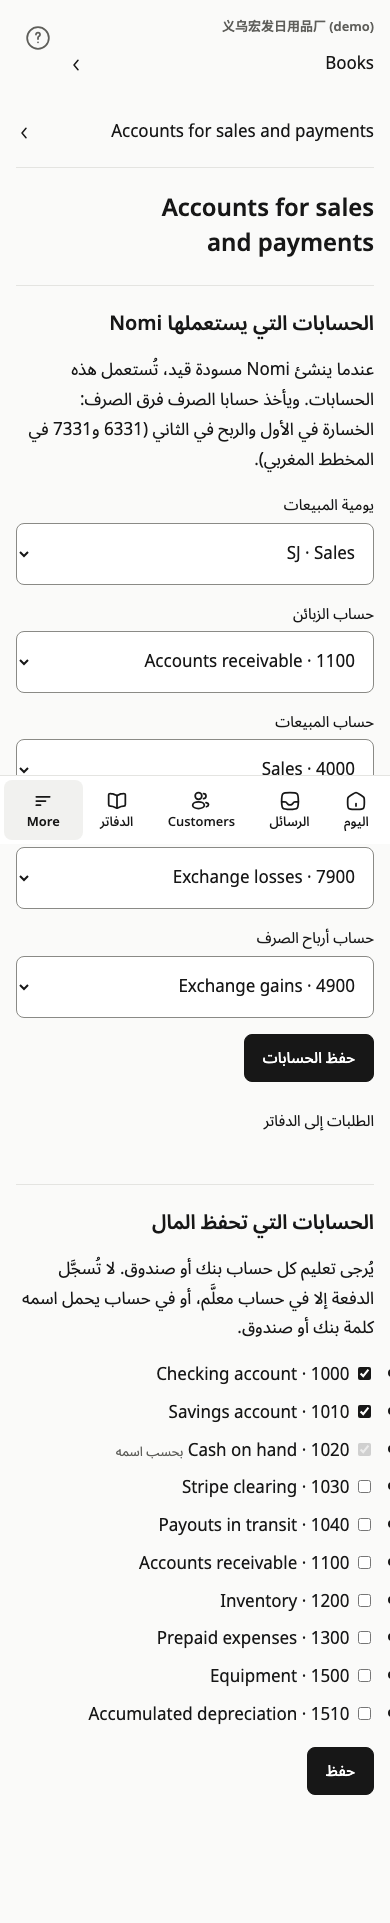 义乌宏发日用品厂 (demo)
Books
Accounts for sales and payments
Accounts for sales
and payments
الحسابات التي يستعملها Nomi
عندما ينشئ Nomi مسودة قيد، تُستعمل هذه
الحسابات. ويأخذ حسابا الصرف فرق الصرف:
الخسارة في الأول والربح في الثاني (6331 و7331 في
المخطط المغربي).
يومية المبيعات
SJ · Sales
حساب الزبائن
1100 · Accounts receivable
حساب المبيعات
4000 · Sales
اليوم
الرسائل
Customers
الدفاتر
More
7900 · Exchange losses
حساب أرباح الصرف
4900 · Exchange gains
حفظ الحسابات
الطلبات إلى الدفاتر
الحسابات التي تحفظ المال
يُرجى تعليم كل حساب بنك أو صندوق. لا تُسجَّل
الدفعة إلا في حساب معلَّم، أو في حساب يحمل اسمه
كلمة بنك أو صندوق.
1000 · Checking account
1010 · Savings account
1020 · Cash on hand بحسب اسمه
1030 · Stripe clearing
1040 · Payouts in transit
1100 · Accounts receivable
1200 · Inventory
1300 · Prepaid expenses
1500 · Equipment
1510 · Accumulated depreciation
حفظ